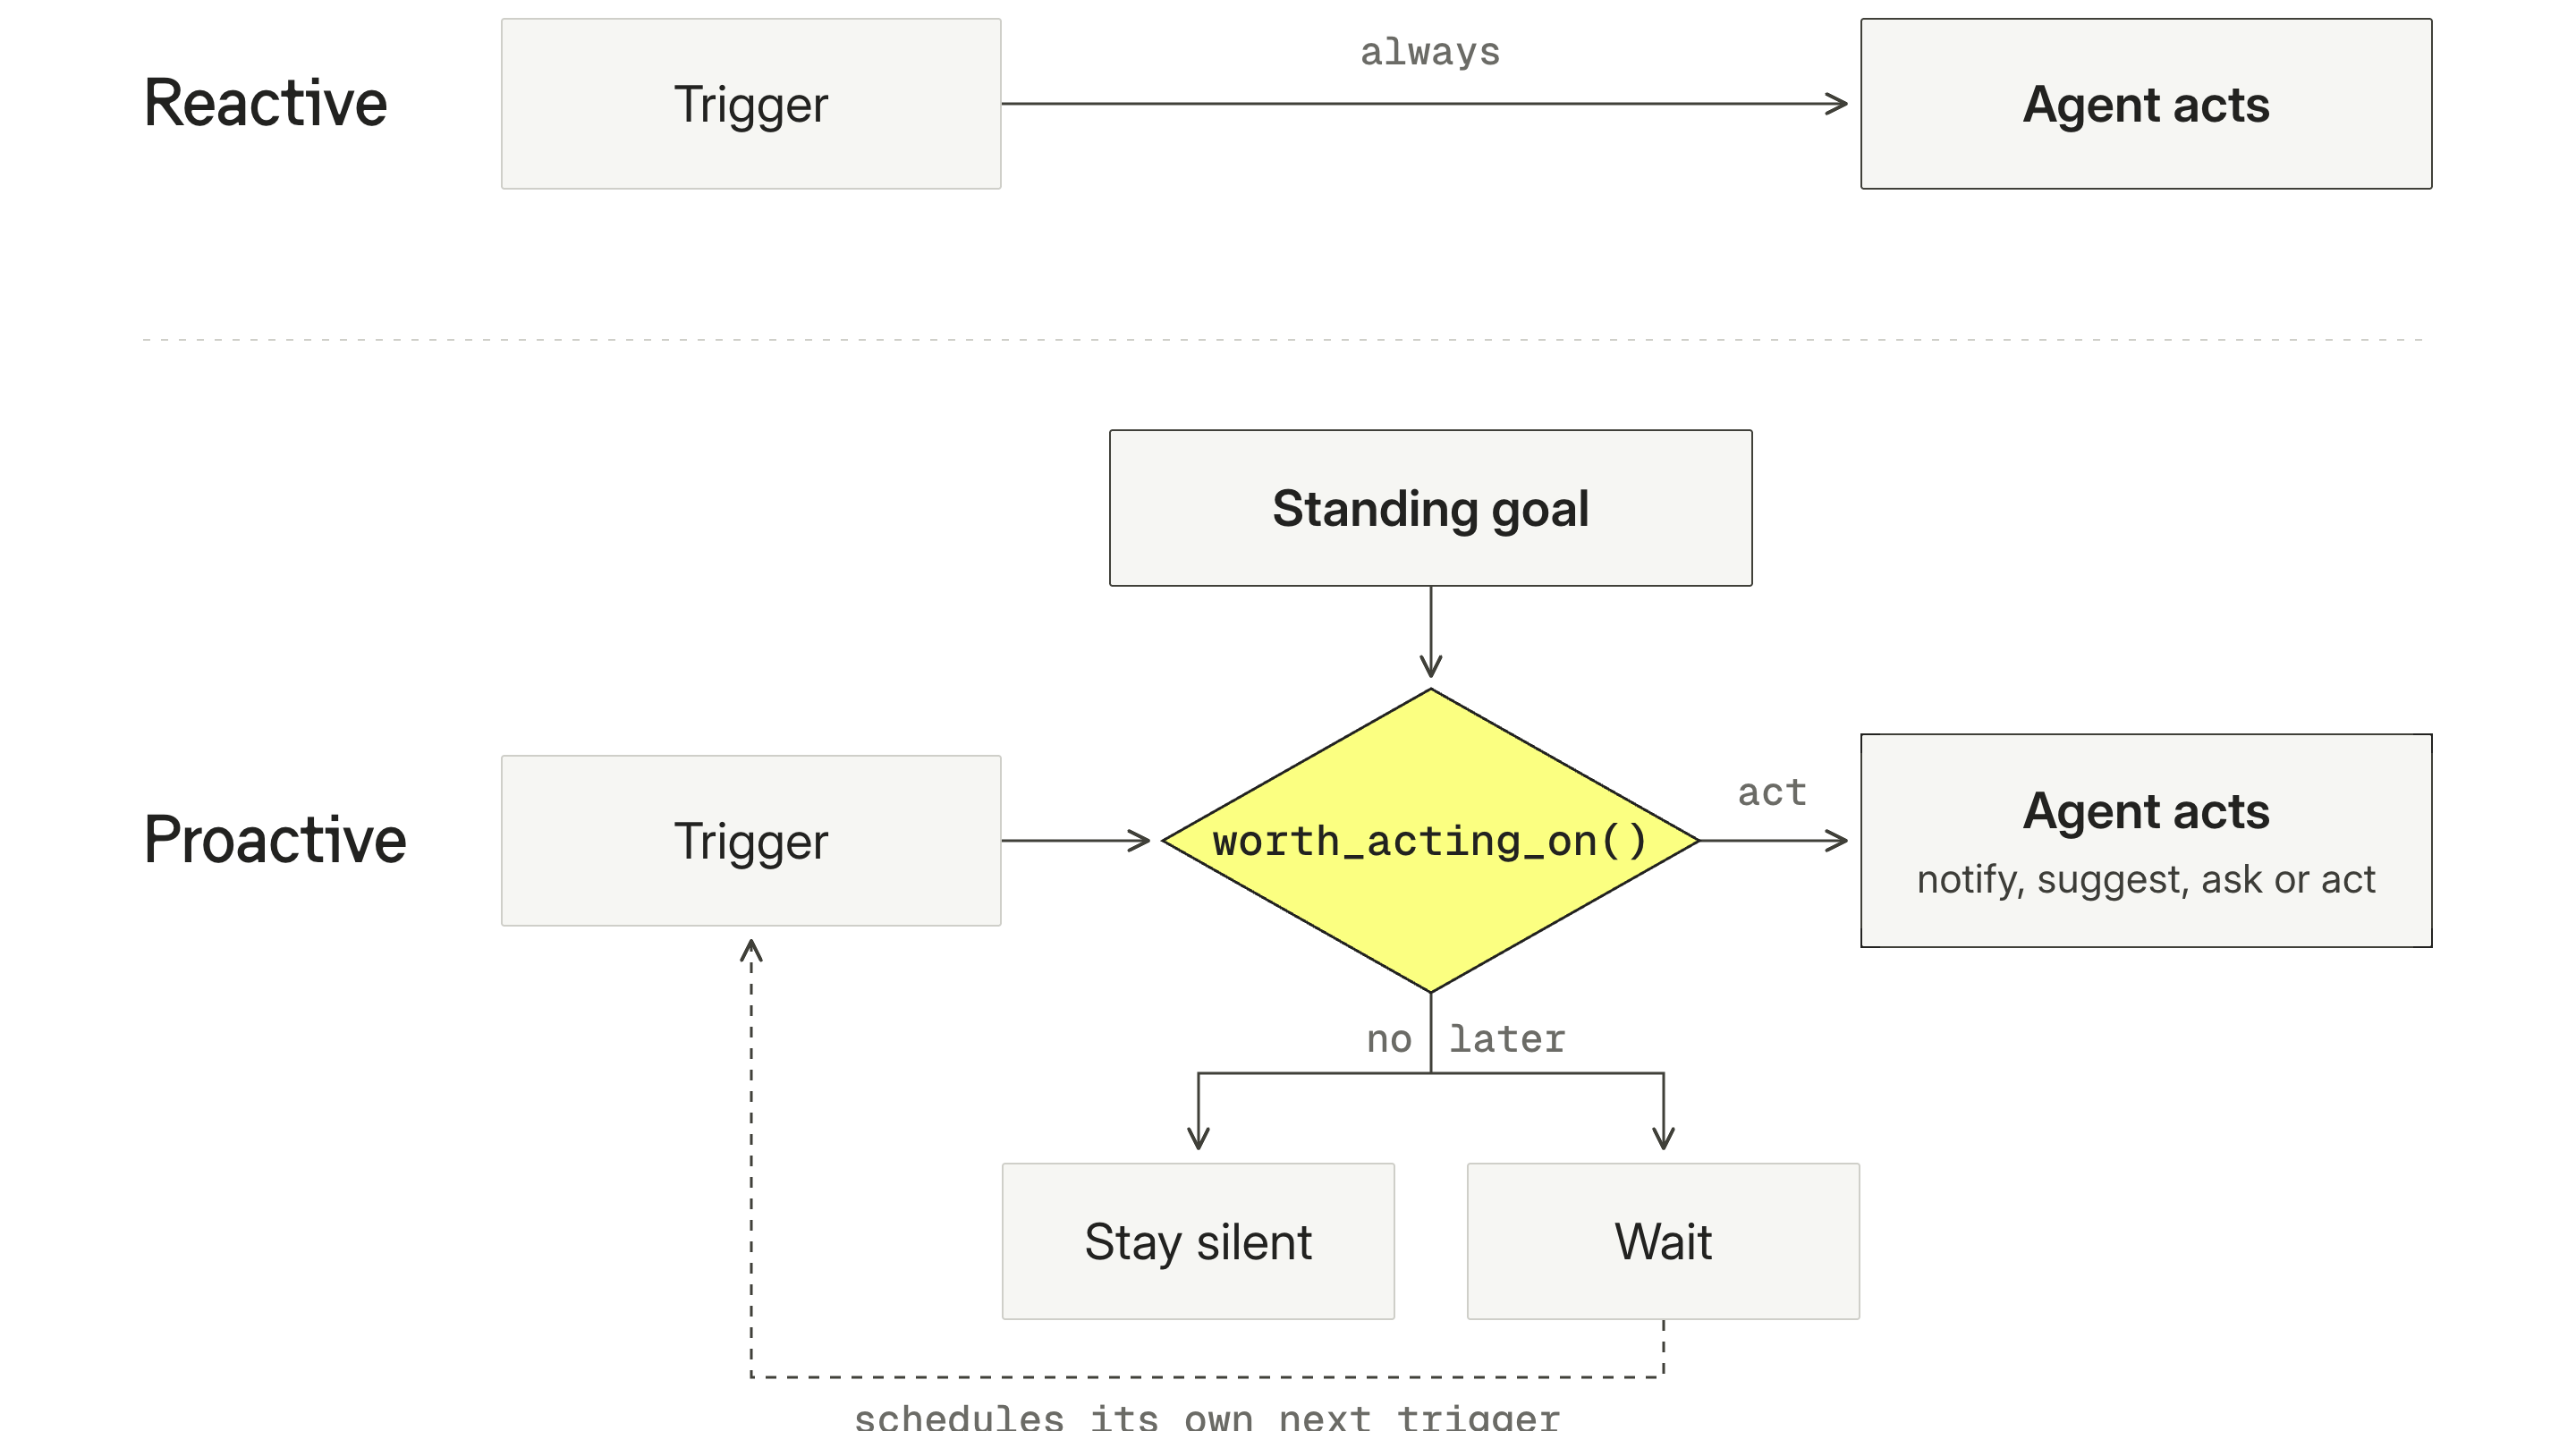 always
Reactive
Trigger
Agent acts
Standing goal
act
Proactive
Trigger
worth_acting_on()
Agent acts
notify, suggest, ask or act
no
later
Stay silent
Wait
schedules its own next trigger